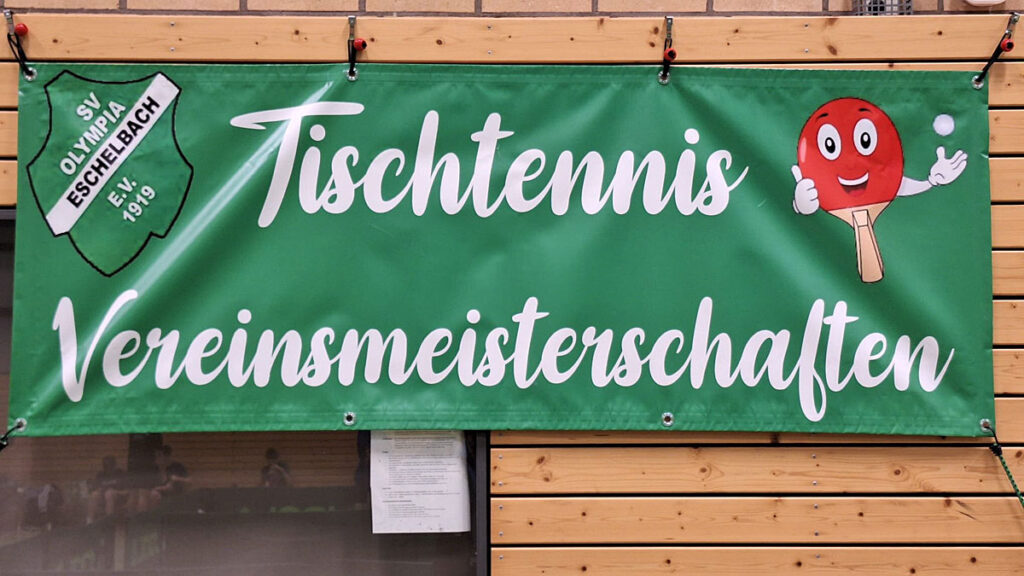 SV
OLYMPIA
ESCHELBACH
E.V.
1919
Tischtennis
Vereinsmeisterschaften